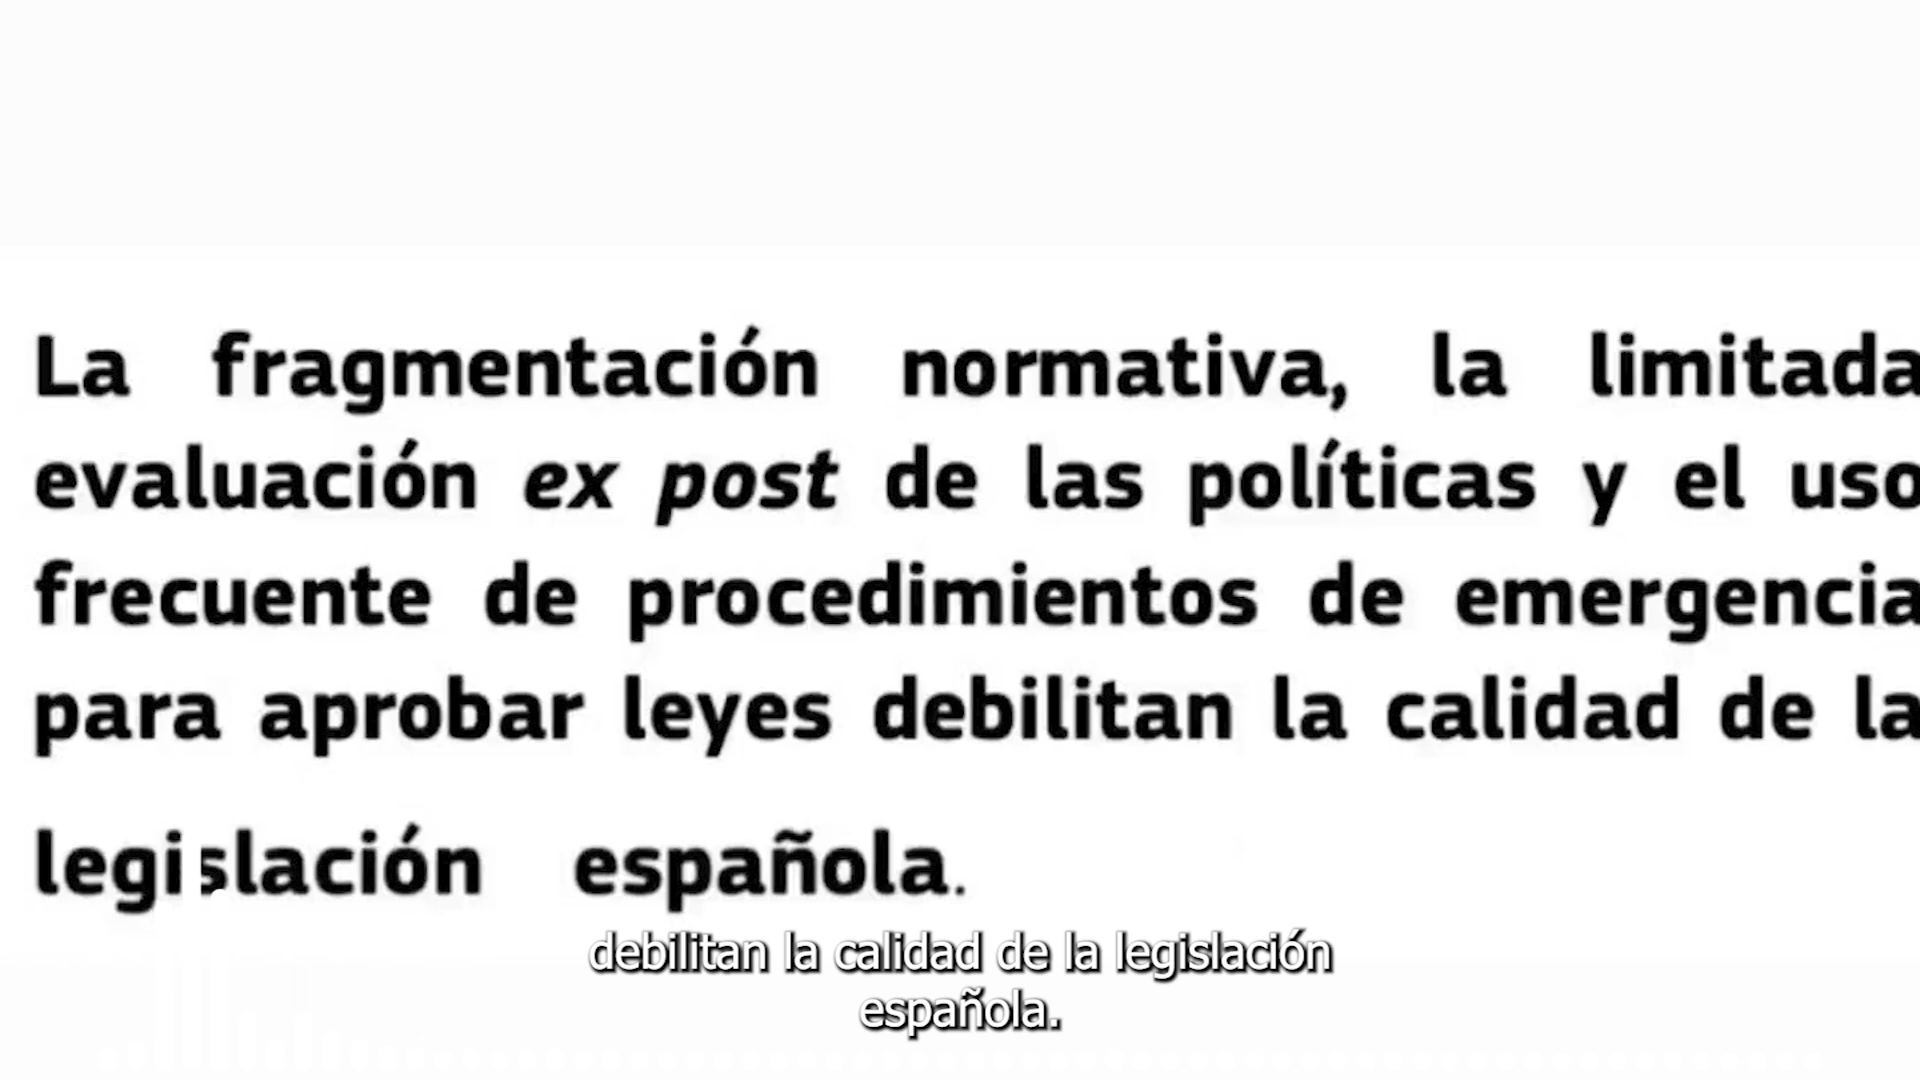 La fragmentación normativa, la limitada
evaluación ex post de las políticas y el uso
frecuente de procedimientos de emergencia
para aprobar leyes debilitan la calidad de la
legislación española.
debilitan la calidad de la legislación
española.